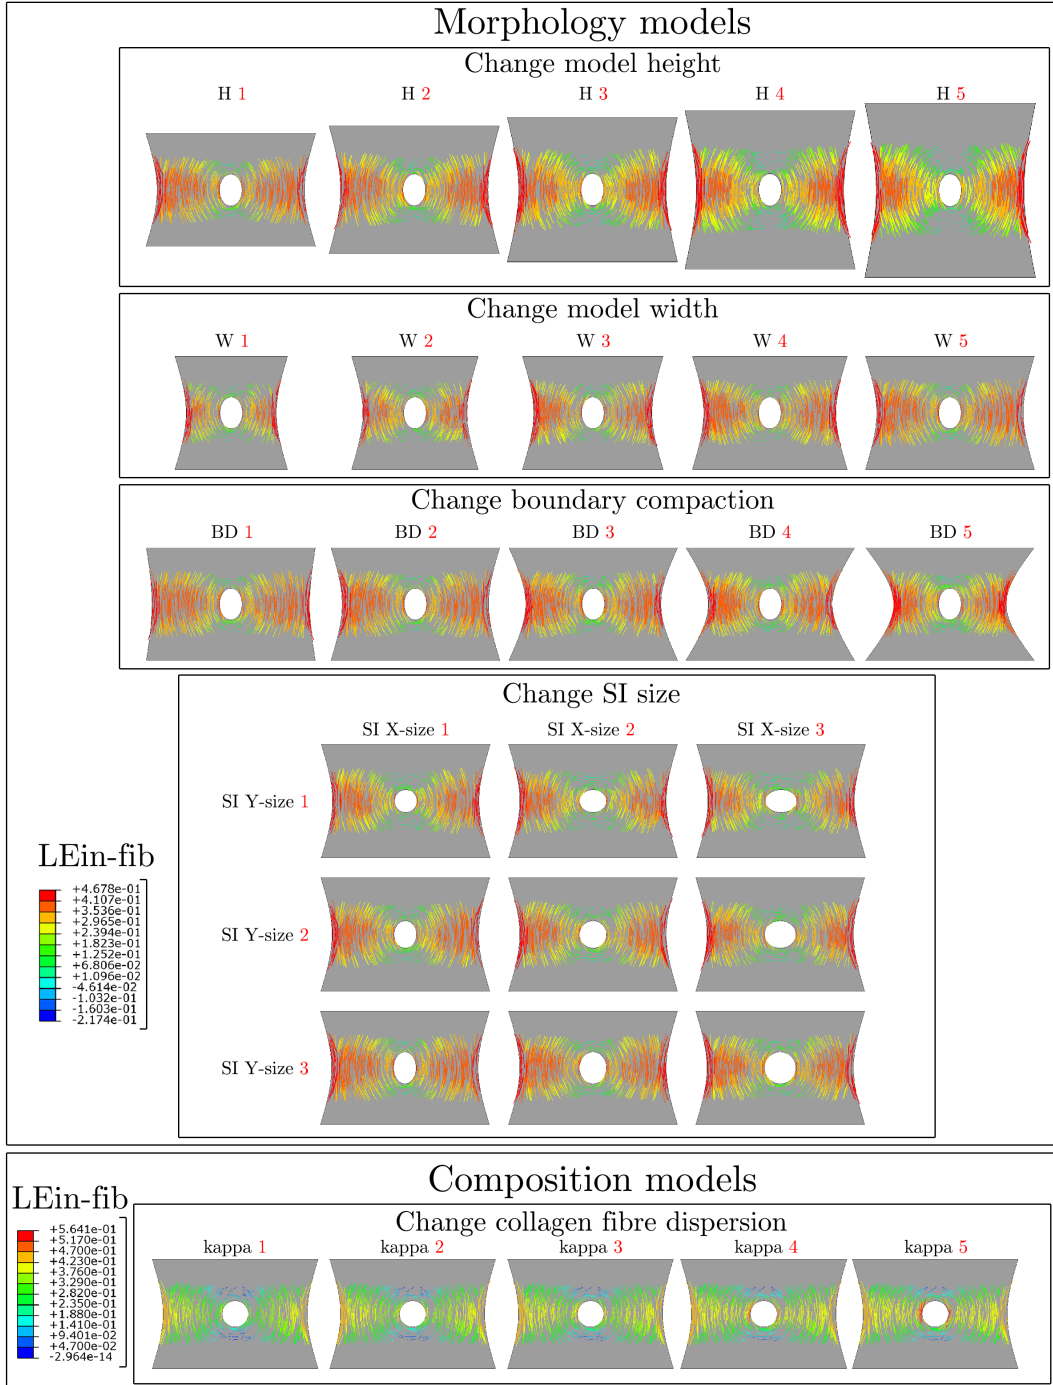 Morphology models
Change model height
H 1 H 2 H 3 H 4 H 5
Change model width
W 1 W 2 W 3 W 4 W 5
Change boundary compaction
BD 1 BD 2 BD 3 BD 4 BD 5
Change SI size
SI X-size 1 SI X-size 2 SI X-size 3
SI Y-size 1
SI Y-size 2
SI Y-size 3
LEin-fib
+4.678e-01
+4.107e-01
+3.536e-01
+2.965e-01
+2.394e-01
+1.823e-01
+1.252e-01
+6.806e-02
+1.096e-02
-4.614e-02
-1.032e-01
-1.603e-01
-2.174e-01
Composition models
LEin-fib
+5.641e-01
+5.170e-01
+4.700e-01
+4.230e-01
+3.760e-01
+3.290e-01
+2.820e-01
+2.350e-01
+1.880e-01
+1.410e-01
+9.401e-02
+4.700e-02
-2.964e-14
Change collagen fibre dispersion
kappa 1 kappa 2 kappa 3 kappa 4 kappa 5